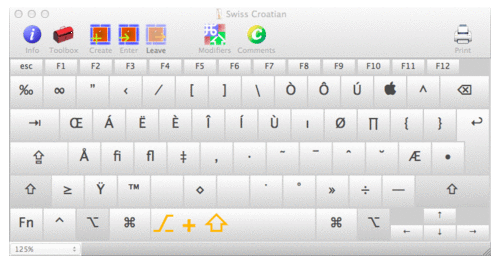 Swiss Croatian
Info Toolbox Create Enter Leave Modifiers Comments Print
esc F1 F2 F3 F4 F5 F6 F7 F8 F9 F10 F11 F12
‰ ∞ " ‹ ⁄ [ ] \ Ò Ô Ú  ^ ⌫
⇥ Œ Á Ë È Î Í Ù ı Ø ∏ { } ↩
⇪ Å fi fl ‡ ‚ · ˜ ¯ ˆ ˘ Æ •
⇧ ≥ Ÿ ™ ◊ ˙ ˚ » ÷ — ⇧
Fn ^ ⌥ ⌘ ⌥ + ⇧ ⌘ ⌥ ↑
← ↓ →
125%